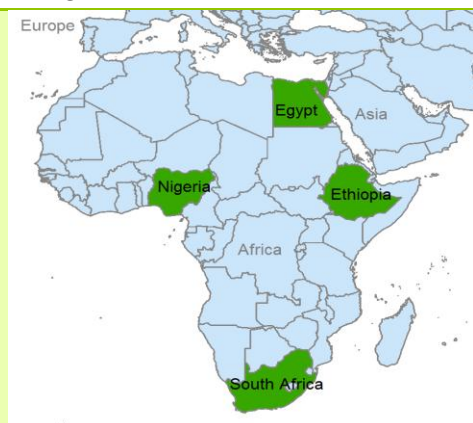 Europe
Egypt
Asia
Nigeria
Ethiopia
Africa
South Africa